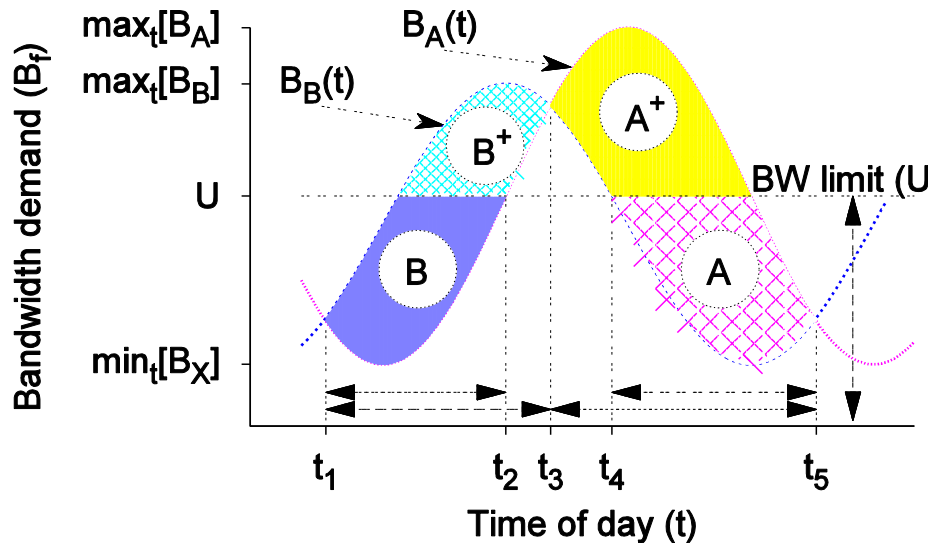 max_t[B_A]
B_A(t)
max_t[B_B]
B_B(t)
A⁺
B⁺
U
BW limit (U
B
A
min_t[B_X]
t₁
t₂
t₃
t₄
t₅
Time of day (t)
Bandwidth demand (B_f)